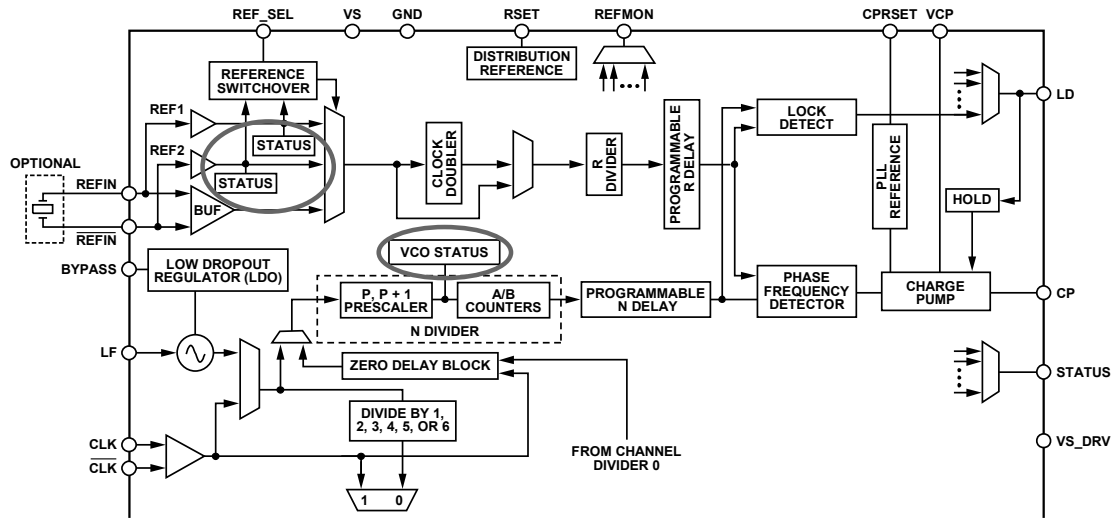 REF_SEL
VS
GND
RSET
REFMON
CPRSET
VCP
REFERENCE
SWITCHOVER
DISTRIBUTION
REFERENCE
REF1
REF2
STATUS
STATUS
BUF
OPTIONAL
REFIN
REFIN
CLOCK
DOUBLER
R
DIVIDER
PROGRAMMABLE
R DELAY
LOCK
DETECT
PLL
REFERENCE
LD
HOLD
BYPASS
LOW DROPOUT
REGULATOR (LDO)
VCO STATUS
P, P + 1
PRESCALER
A/B
COUNTERS
N DIVIDER
PROGRAMMABLE
N DELAY
PHASE
FREQUENCY
DETECTOR
CHARGE
PUMP
CP
LF
ZERO DELAY BLOCK
STATUS
DIVIDE BY 1,
2, 3, 4, 5, OR 6
FROM CHANNEL
DIVIDER 0
CLK
CLK
VS_DRV
1 0